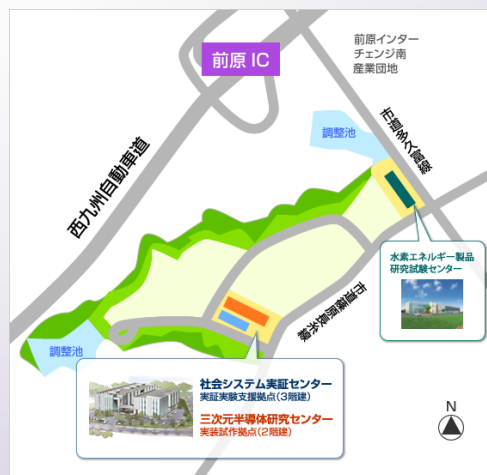 前原 IC
前原インター
チェンジ南
産業団地
調整池
市道多久富線
西九州自動車道
水素エネルギー製品
研究試験センター
市道篠原長糸線
調整池
社会システム実証センター
実証実験支援拠点(3階建)
三次元半導体研究センター
実装試作拠点(2階建)
N